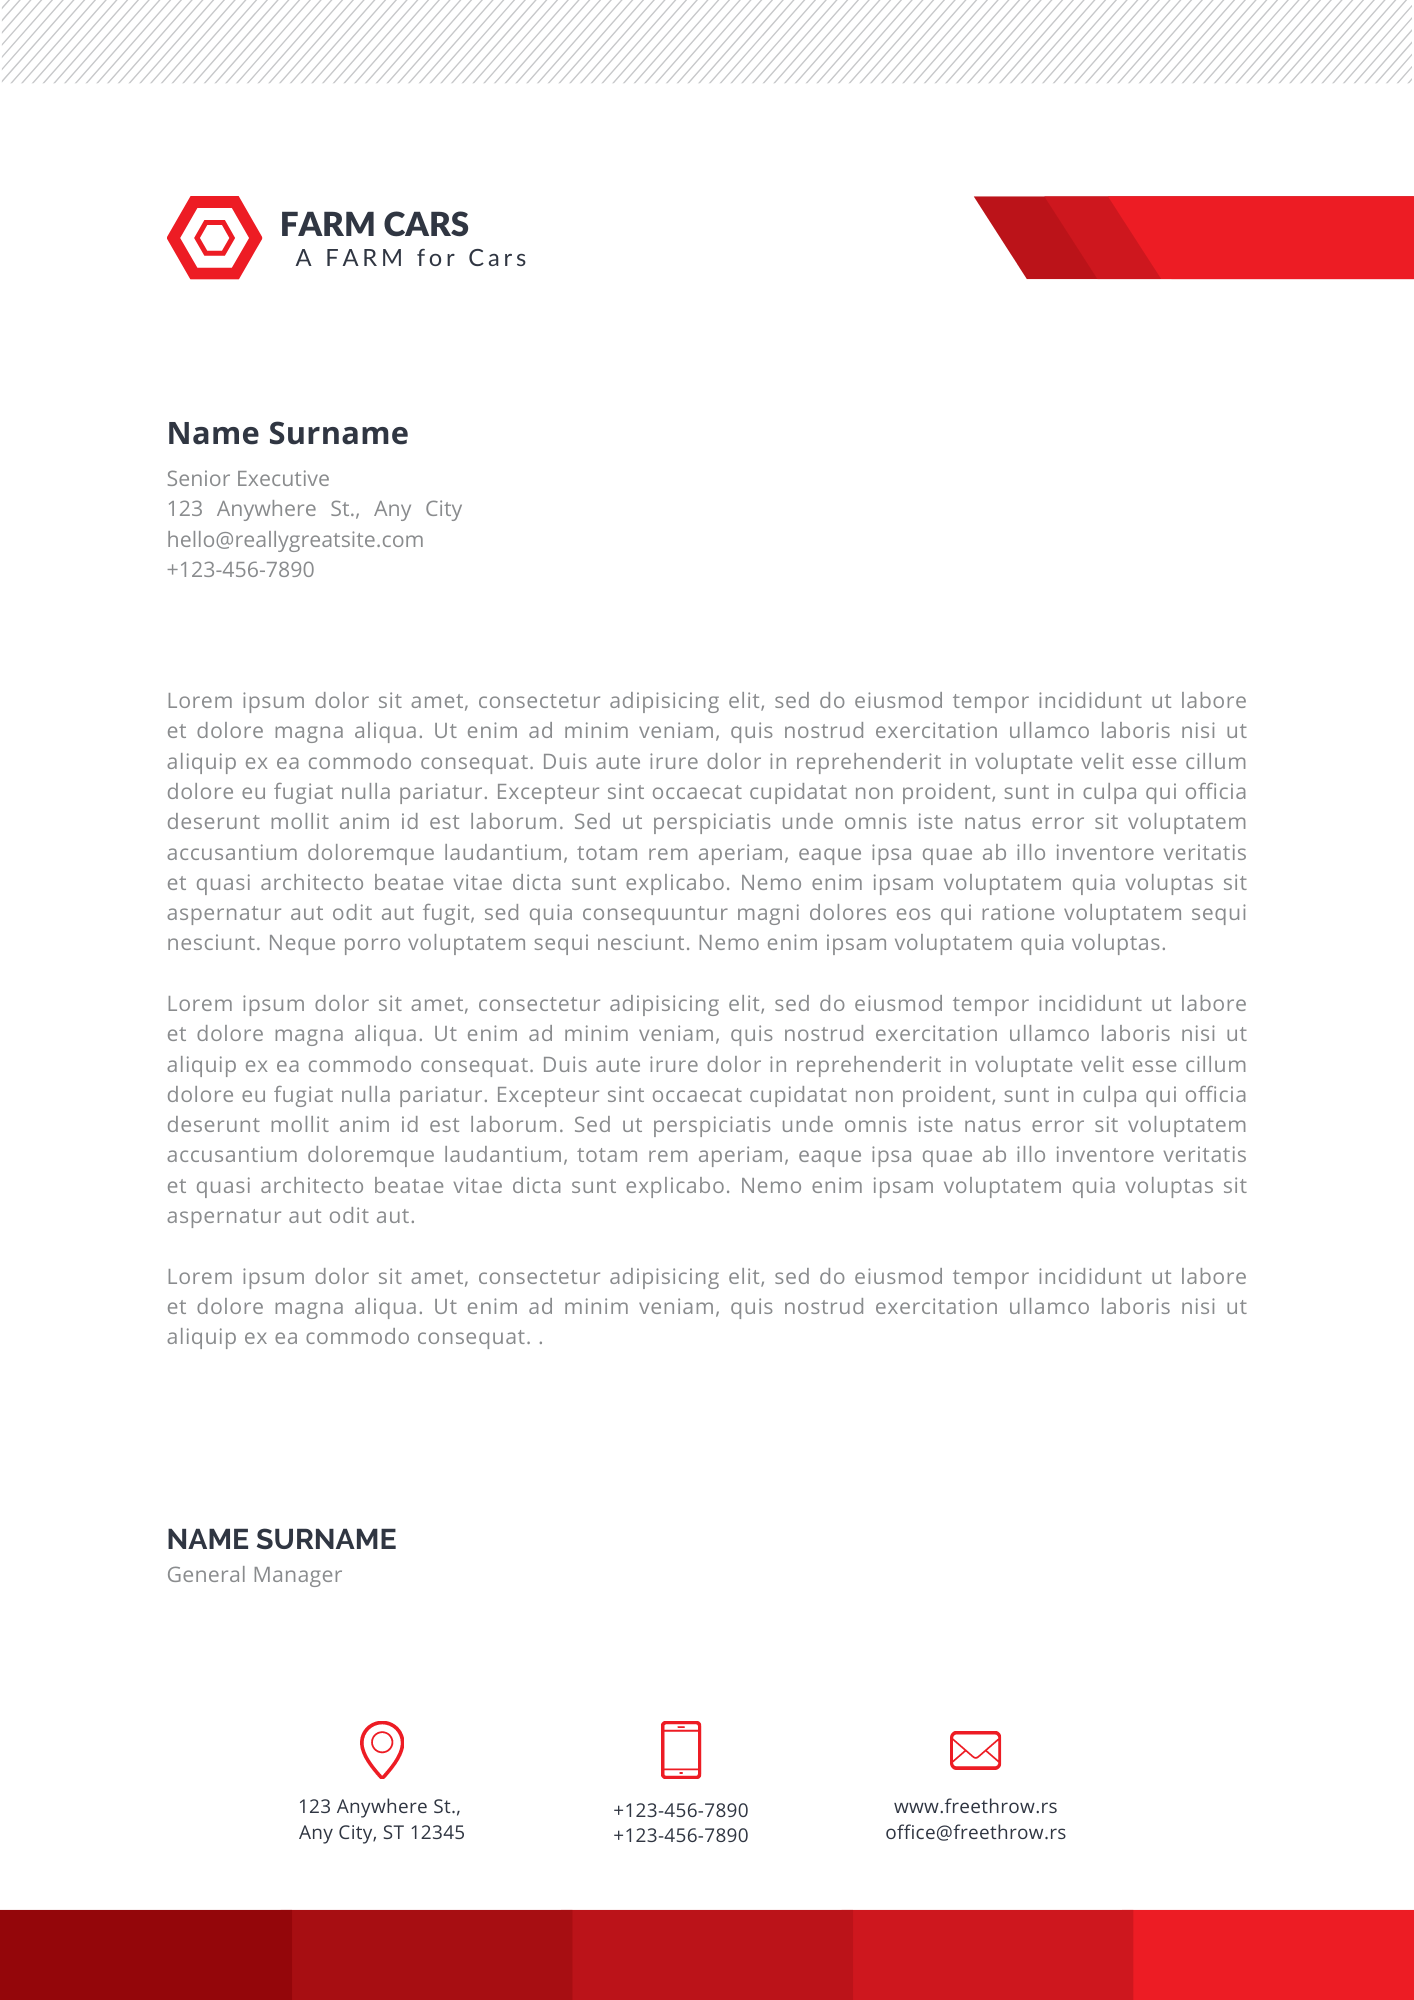 FARM CARS
A FARM for Cars
Name Surname
Senior Executive
123 Anywhere St., Any City
hello@reallygreatsite.com
+123-456-7890
Lorem ipsum dolor sit amet, consectetur adipisicing elit, sed do eiusmod tempor incididunt ut labore
et dolore magna aliqua. Ut enim ad minim veniam, quis nostrud exercitation ullamco laboris nisi ut
aliquip ex ea commodo consequat. Duis aute irure dolor in reprehenderit in voluptate velit esse cillum
dolore eu fugiat nulla pariatur. Excepteur sint occaecat cupidatat non proident, sunt in culpa qui officia
deserunt mollit anim id est laborum. Sed ut perspiciatis unde omnis iste natus error sit voluptatem
accusantium doloremque laudantium, totam rem aperiam, eaque ipsa quae ab illo inventore veritatis
et quasi architecto beatae vitae dicta sunt explicabo. Nemo enim ipsam voluptatem quia voluptas sit
aspernatur aut odit aut fugit, sed quia consequuntur magni dolores eos qui ratione voluptatem sequi
nesciunt. Neque porro voluptatem sequi nesciunt. Nemo enim ipsam voluptatem quia voluptas.
Lorem ipsum dolor sit amet, consectetur adipisicing elit, sed do eiusmod tempor incididunt ut labore
et dolore magna aliqua. Ut enim ad minim veniam, quis nostrud exercitation ullamco laboris nisi ut
aliquip ex ea commodo consequat. Duis aute irure dolor in reprehenderit in voluptate velit esse cillum
dolore eu fugiat nulla pariatur. Excepteur sint occaecat cupidatat non proident, sunt in culpa qui officia
deserunt mollit anim id est laborum. Sed ut perspiciatis unde omnis iste natus error sit voluptatem
accusantium doloremque laudantium, totam rem aperiam, eaque ipsa quae ab illo inventore veritatis
et quasi architecto beatae vitae dicta sunt explicabo. Nemo enim ipsam voluptatem quia voluptas sit
aspernatur aut odit aut.
Lorem ipsum dolor sit amet, consectetur adipisicing elit, sed do eiusmod tempor incididunt ut labore
et dolore magna aliqua. Ut enim ad minim veniam, quis nostrud exercitation ullamco laboris nisi ut
aliquip ex ea commodo consequat. .
NAME SURNAME
General Manager
123 Anywhere St.,
Any City, ST 12345
+123-456-7890
+123-456-7890
www.freethrow.rs
office@freethrow.rs